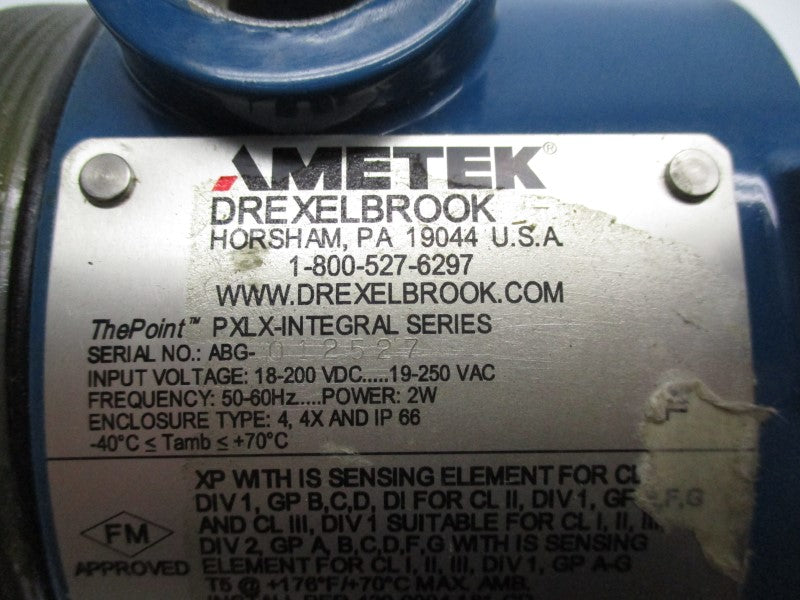 AMETEK®
DREXELBROOK
HORSHAM, PA 19044 U.S.A.
1-800-527-6297
WWW.DREXELBROOK.COM
ThePoint™ PXLX-INTEGRAL SERIES
SERIAL NO.: ABG-012527
INPUT VOLTAGE: 18-200 VDC.....19-250 VAC
FREQUENCY: 50-60Hz.....POWER: 2W
ENCLOSURE TYPE: 4, 4X AND IP 66
-40°C ≤ Tamb ≤ +70°C
XP WITH IS SENSING ELEMENT FOR CL
DIV 1, GP B,C,D, DI FOR CL II, DIV 1, GP E,F,G
AND CL III, DIV 1 SUITABLE FOR CL I, II, III,
DIV 2, GP A, B,C,D,F,G WITH IS SENSING
ELEMENT FOR CL I, II, III, DIV 1, GP A-G
T5 @ +176°F/+70°C MAX. AMB,
FM
APPROVED